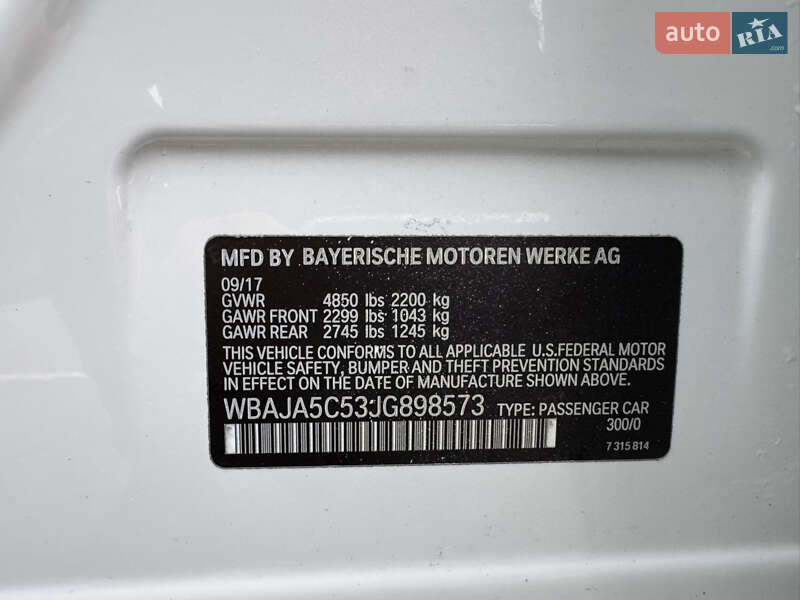 auto RIA
.com
MFD BY BAYERISCHE MOTOREN WERKE AG
09/17
GVWR 4850 lbs 2200 kg
GAWR FRONT 2299 lbs 1043 kg
GAWR REAR 2745 lbs 1245 kg
THIS VEHICLE CONFORMS TO ALL APPLICABLE U.S.FEDERAL MOTOR
VEHICLE SAFETY, BUMPER AND THEFT PREVENTION STANDARDS
IN EFFECT ON THE DATE OF MANUFACTURE SHOWN ABOVE.
WBAJA5C53JG898573 TYPE: PASSENGER CAR
300/0
7 315 814